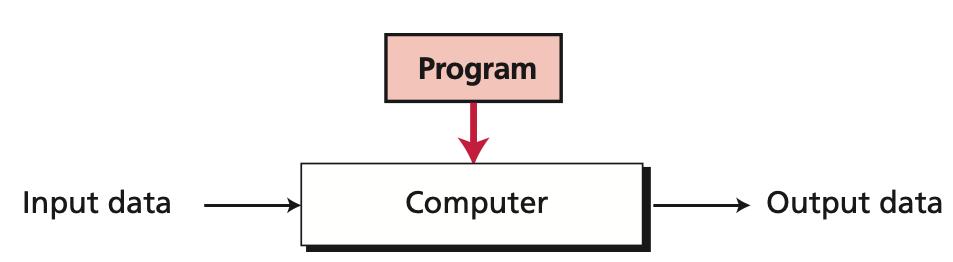 Program
Input data
Computer
Output data